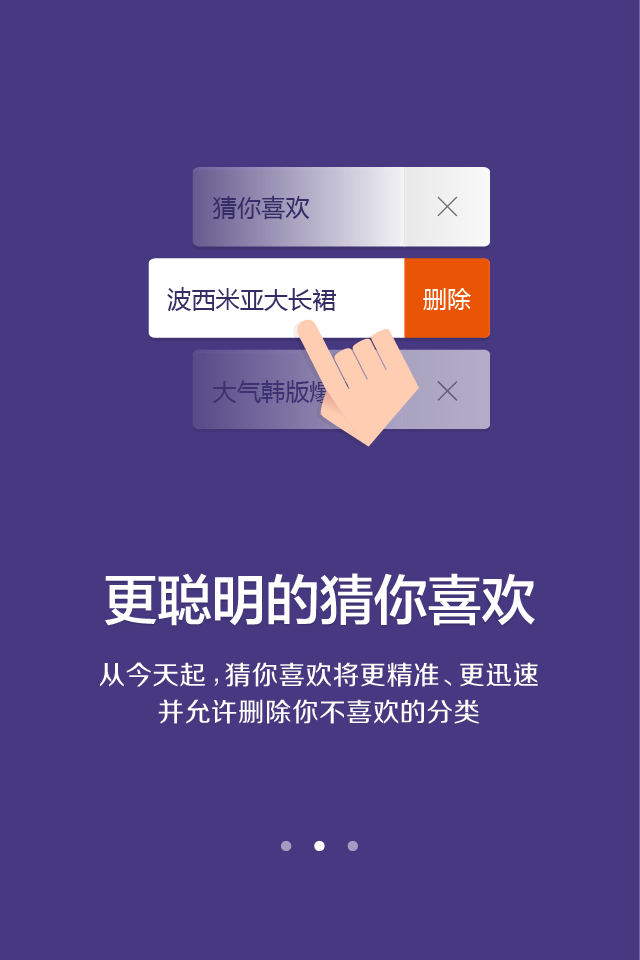 猜你喜欢
波西米亚大长裙 删除
大气韩版
更聪明的猜你喜欢
从今天起,猜你喜欢将更精准、更迅速
并允许删除你不喜欢的分类